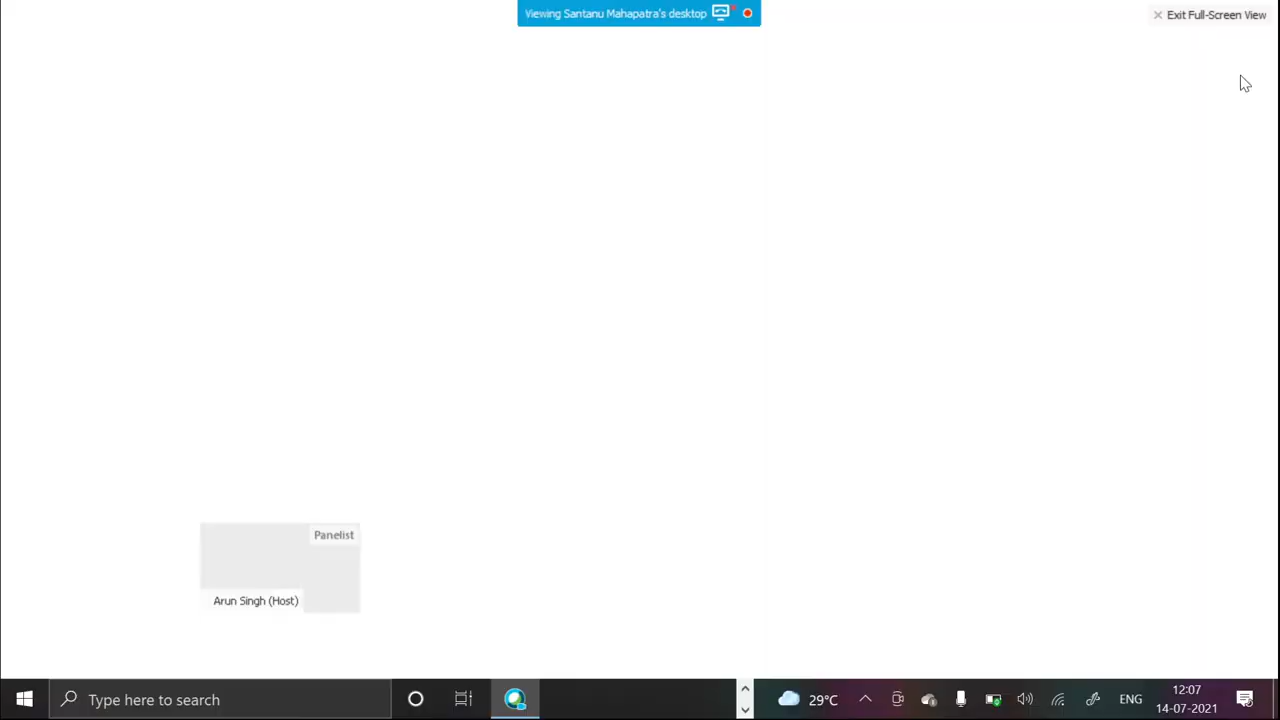 Viewing Santanu Mahapatra's desktop
Exit Full-Screen View
Panelist
Arun Singh (Host)
Type here to search
29°C
ENG
12:07
14-07-2021